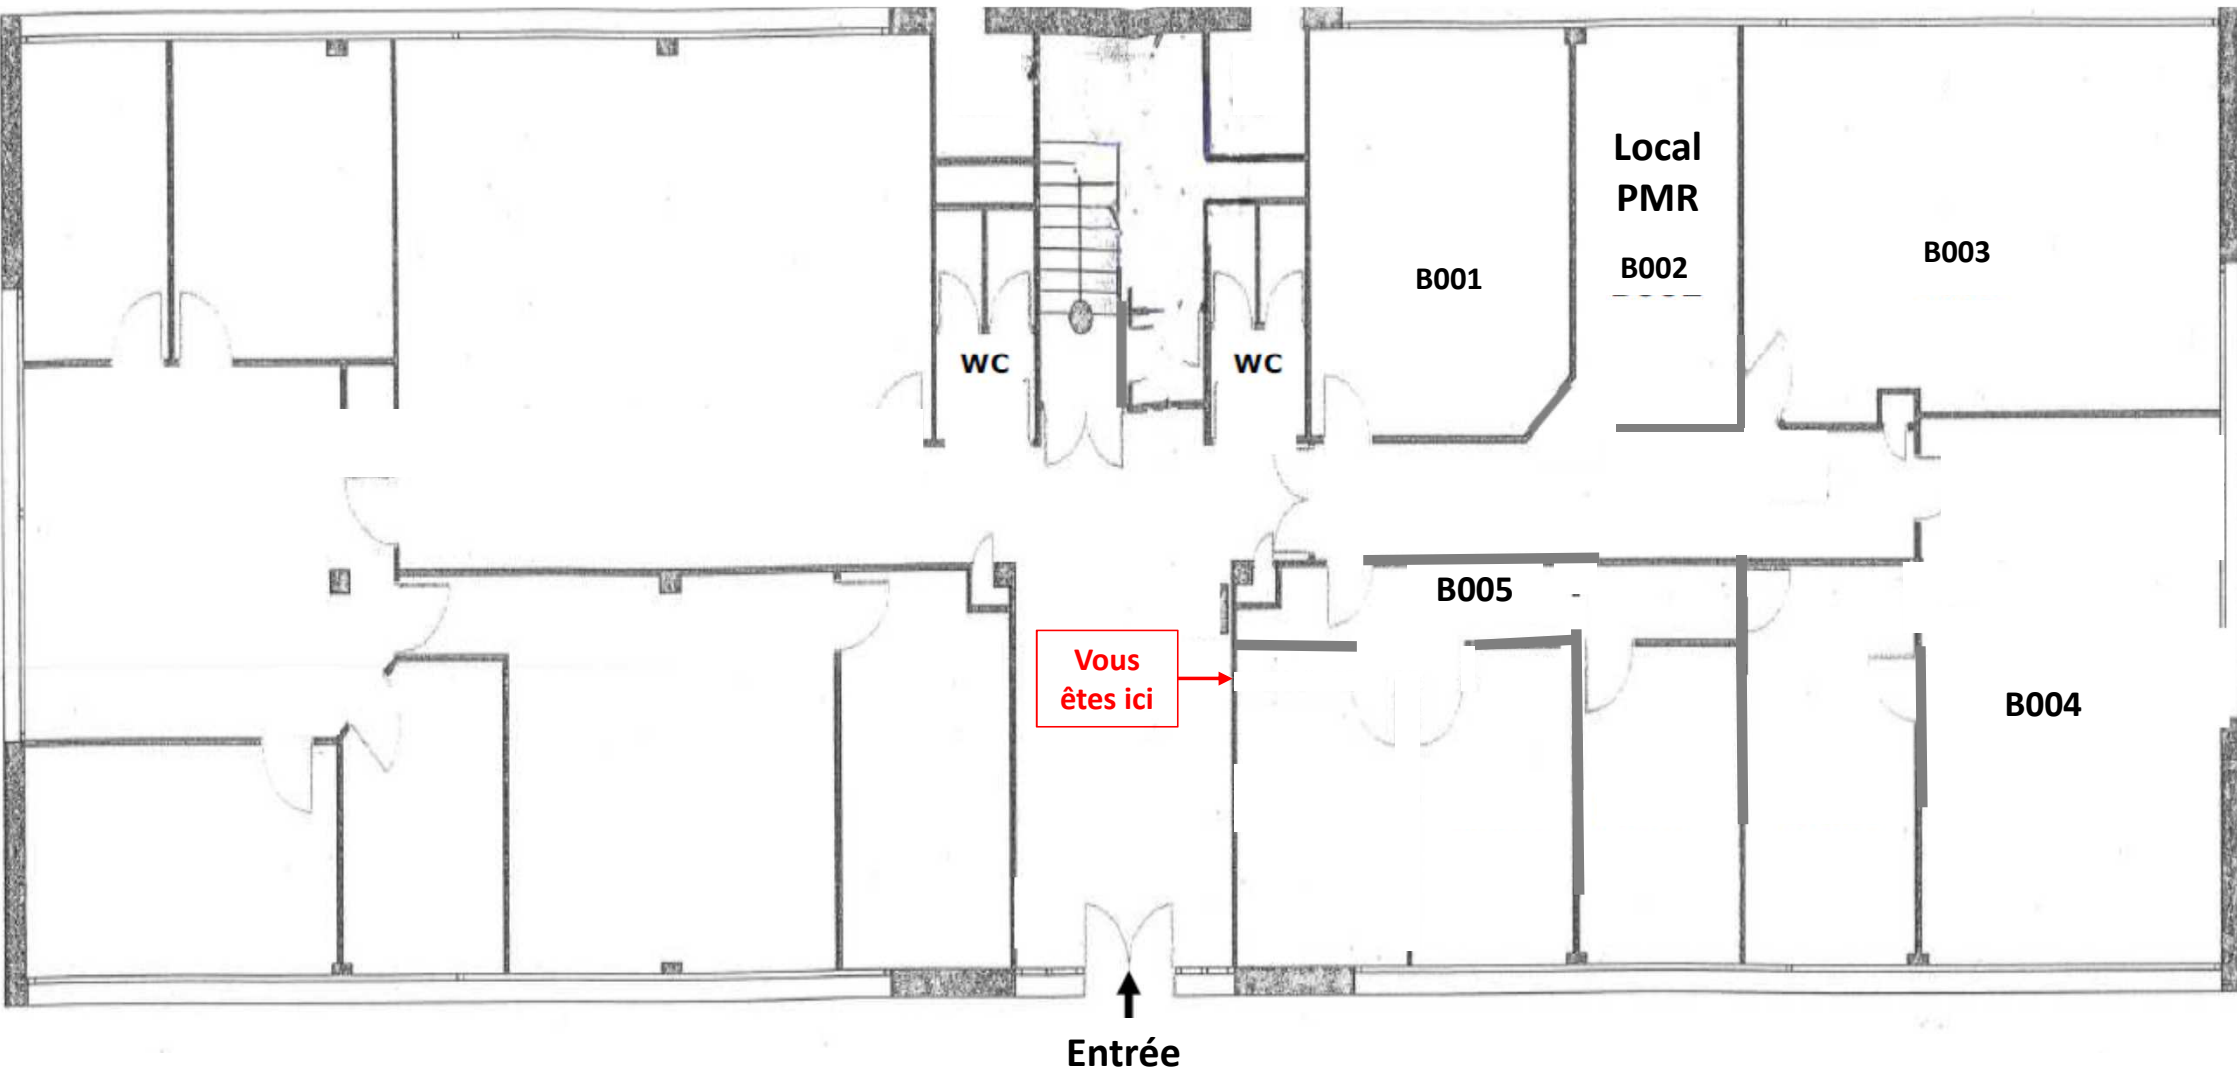 Local
PMR
B001
B002
B003
WC
WC
B005
Vous
êtes ici
B004
Entrée